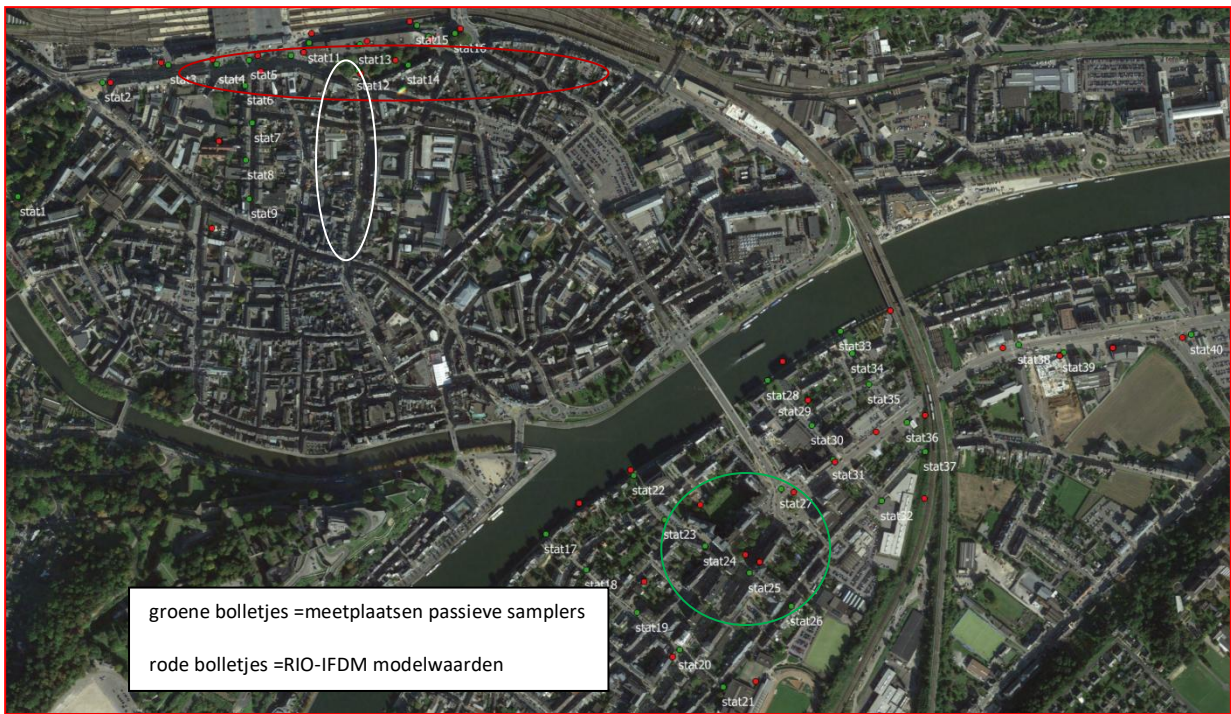 stat15
stat16
stat11
stat13
stat3
stat4
stat5
stat14
stat2
stat12
stat6
stat7
stat8
stat1
stat9
stat33
stat38
stat40
stat34
stat39
stat28
stat35
stat29
stat30
stat36
stat37
stat31
stat22
stat27
stat32
stat23
stat17
stat24
stat25
stat18
stat26
stat19
stat20
stat21
groene bolletjes =meetplaatsen passieve samplers
rode bolletjes =RIO-IFDM modelwaarden